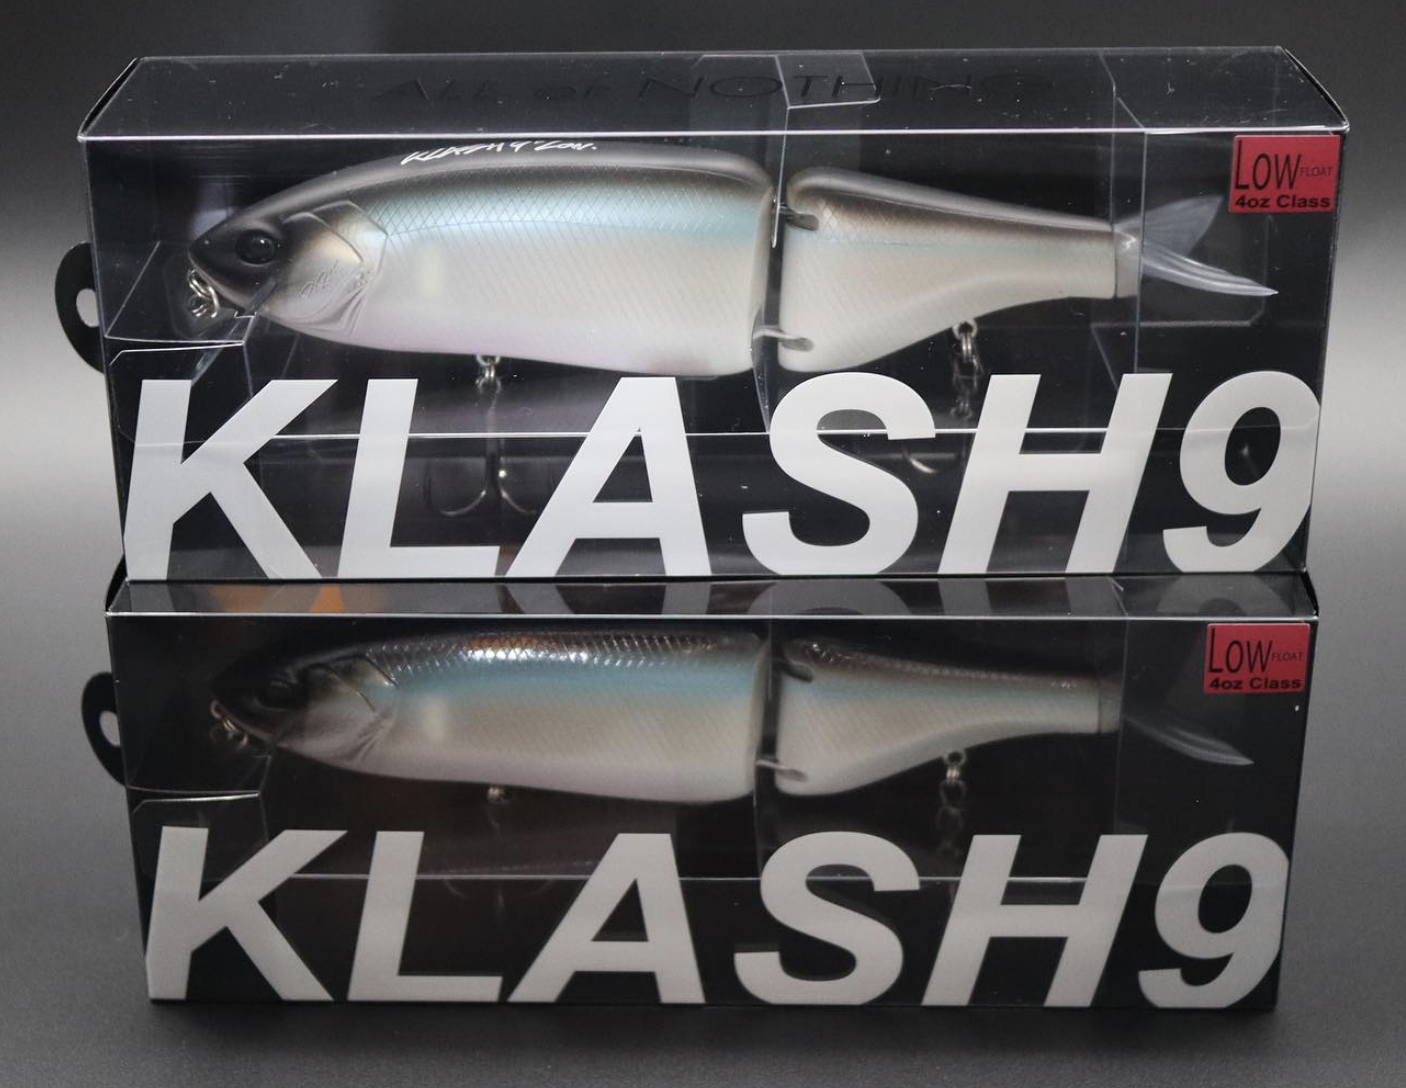 ALL or NOTHING
KLASH9 Low.
LOW FLOAT
4oz Class
KLASH9
LOW FLOAT
4oz Class
KLASH9